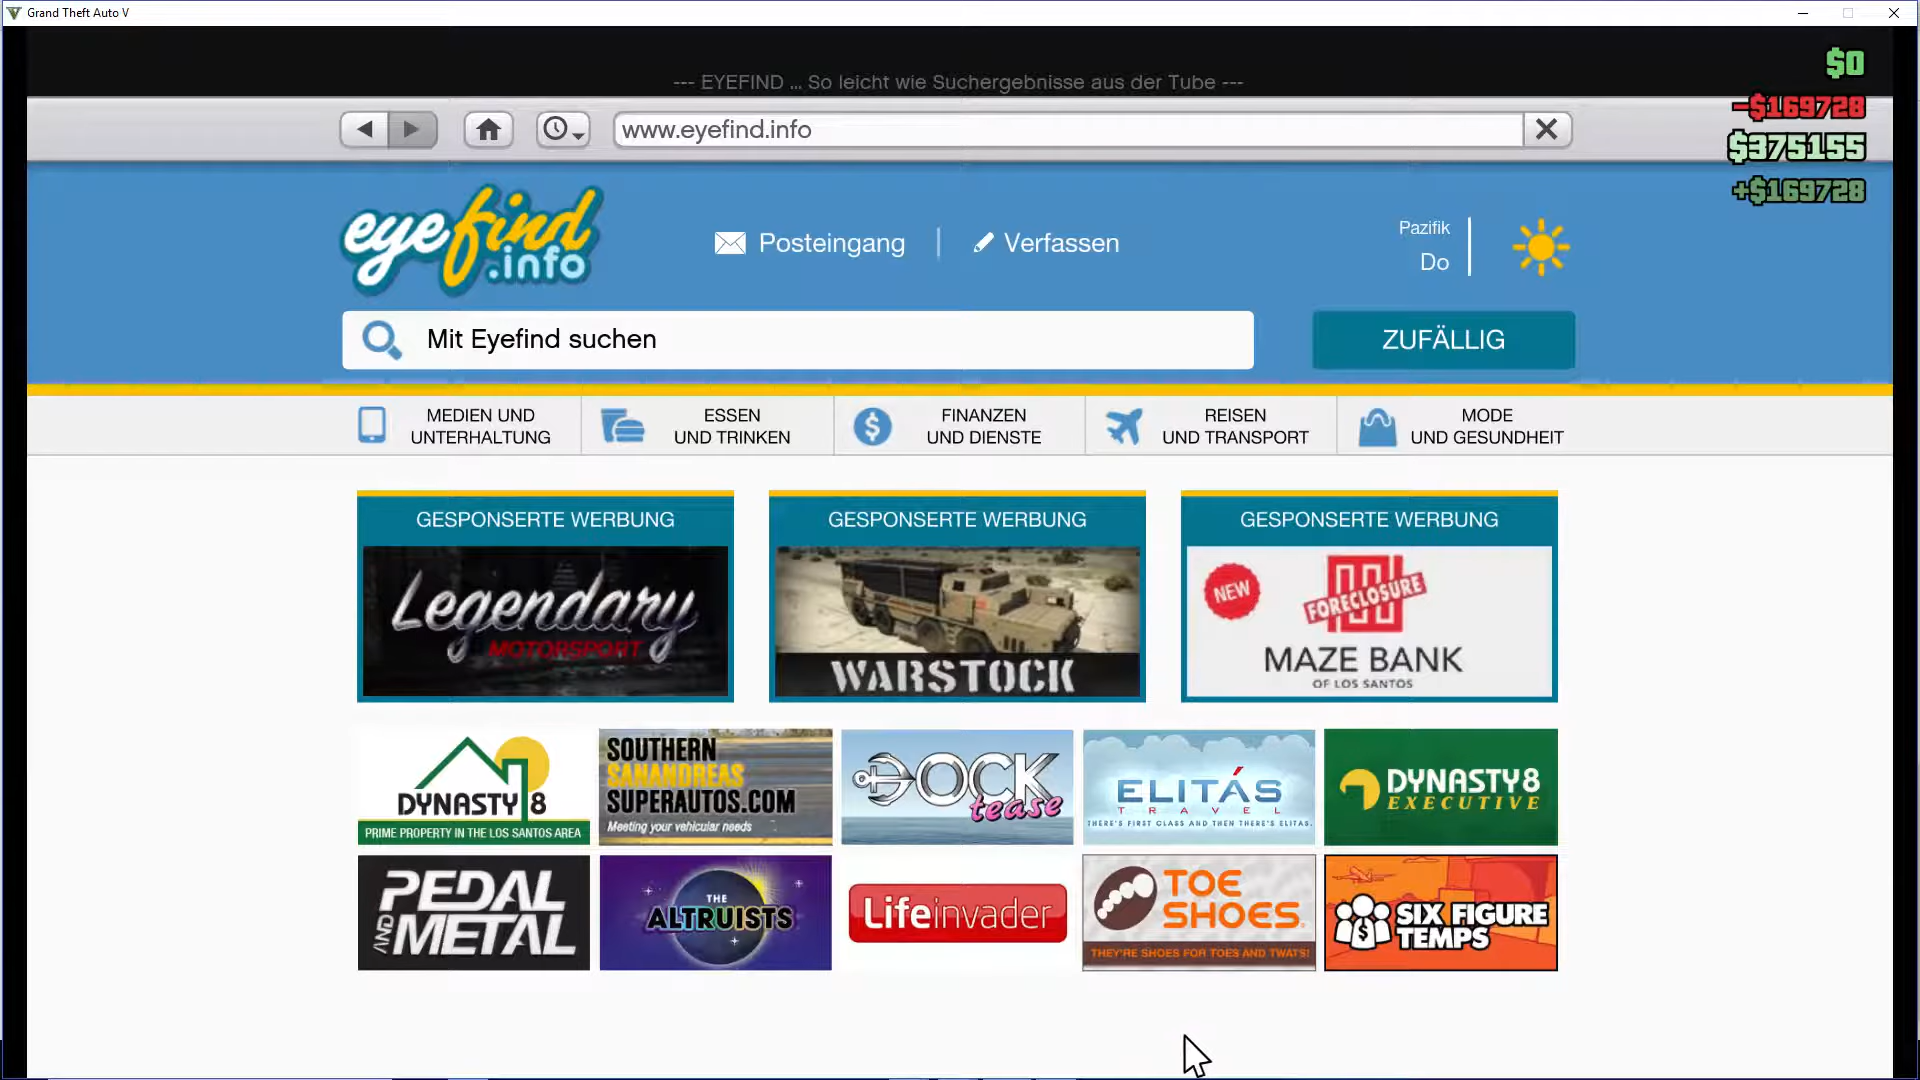 Grand Theft Auto V
$0
--- EYEFIND ... So leicht wie Suchergebnisse aus der Tube ---
-$169728
www.eyefind.info
$375155
+$169728
eyefind
.info
Posteingang
Verfassen
Pazifik
Do
Mit Eyefind suchen
ZUFÄLLIG
MEDIEN UND
UNTERHALTUNG
ESSEN
UND TRINKEN
FINANZEN
UND DIENSTE
REISEN
UND TRANSPORT
MODE
UND GESUNDHEIT
GESPONSERTE WERBUNG
Legendary
MOTORSPORT
GESPONSERTE WERBUNG
WARSTOCK
GESPONSERTE WERBUNG
NEW
FORECLOSURE
MAZE BANK
OF LOS SANTOS
DYNASTY 8
PRIME PROPERTY IN THE LOS SANTOS AREA
SOUTHERN
SANANDREAS
SUPERAUTOS.COM
Meeting your vehicular needs
DOCK
tease
ELITÁS
TRAVEL
THERE'S FIRST CLASS AND THEN THERE'S ELITAS.
DYNASTY 8
EXECUTIVE
PEDAL
AND METAL
THE
ALTRUISTS
Lifeinvader
TOE
SHOES
THEY'RE SHOES FOR TOES AND TWATS!
SIX FIGURE
TEMPS